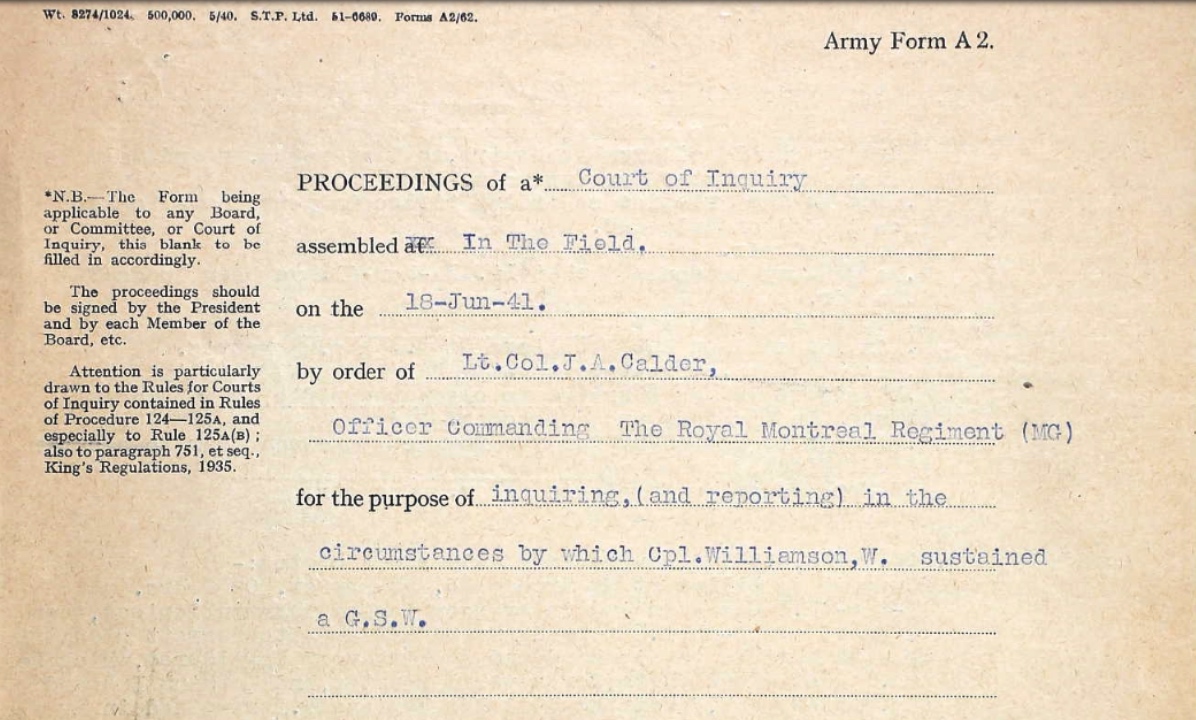 Wt. 8274/1024. 500,000. 5/40. S.T.P. Ltd. 51-6689. Forms A2/62.
Army Form A 2.
*N.B.—The Form being
applicable to any Board,
or Committee, or Court of
Inquiry, this blank to be
filled in accordingly.
The proceedings should
be signed by the President
and by each Member of the
Board, etc.
Attention is particularly
drawn to the Rules for Courts
of Inquiry contained in Rules
of Procedure 124—125A, and
especially to Rule 125A(B) ;
also to paragraph 751, et seq.,
King's Regulations, 1935.
PROCEEDINGS of a* Court of Inquiry
assembled at In The Field.
on the 18-Jun-41.
by order of Lt.Col.J.A.Calder,
Officer Commanding The Royal Montreal Regiment (MG)
for the purpose of inquiring,(and reporting) in the
circumstances by which Cpl.Williamson,W. sustained
a G.S.W.